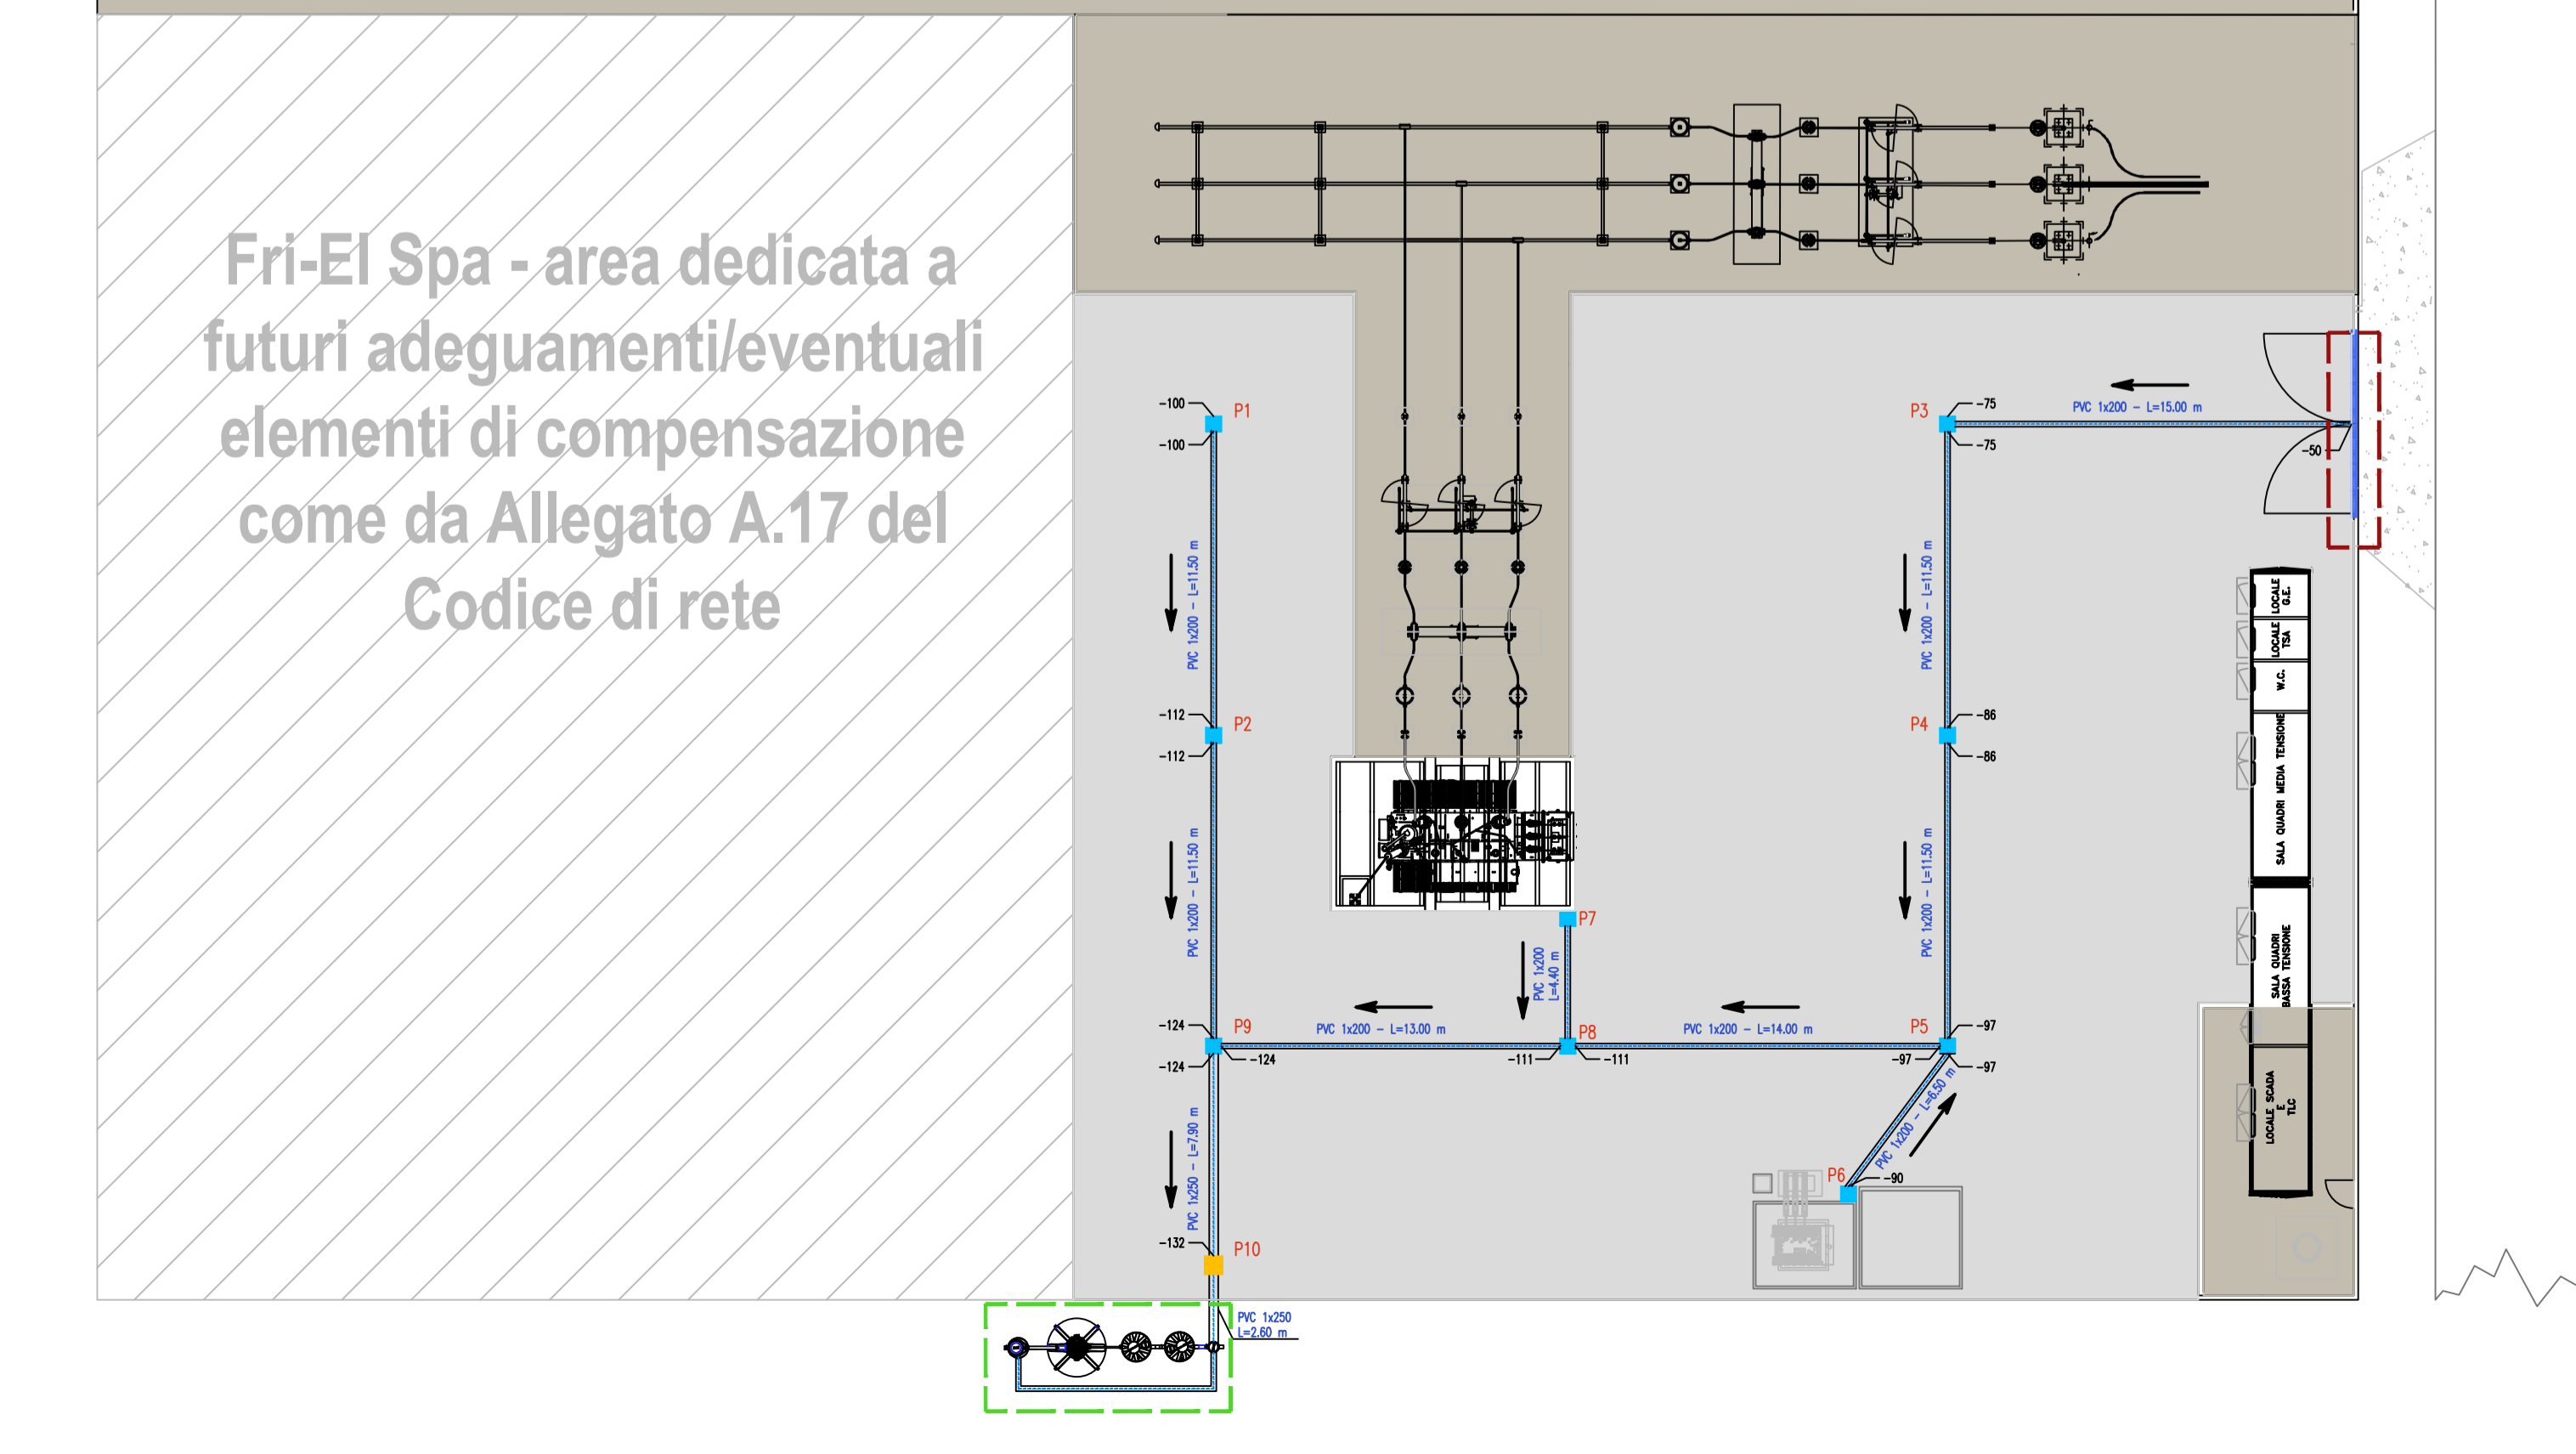 Fri-El Spa - area dedicata a
futuri adeguamenti/eventuali
elementi di compensazione
come da Allegato A.17 del
Codice di rete
-100
P1
-100
PVC 1x200 - L=11.50 m
-112
P2
-112
PVC 1x200 - L=11.50 m
-124
P9
-124
-124
PVC 1x250 - L=7.90 m
-132
P10
PVC 1x250
L=2.60 m
PVC 1x200 - L=13.00 m
P7
PVC 1x200
L=4.40 m
P8
-111
-111
PVC 1x200 - L=14.00 m
P3
-75
-75
PVC 1x200 - L=15.00 m
-50
PVC 1x200 - L=11.50 m
P4
-86
-86
PVC 1x200 - L=11.50 m
P5
-97
-97
-97
PVC 1x200 - L=6.50 m
P6
-90
LOCALE
G.E.
LOCALE
TSA
W.C.
SALA QUADRI MEDIA TENSIONE
SALA QUADRI
BASSA TENSIONE
LOCALE SCADA
E
TLC